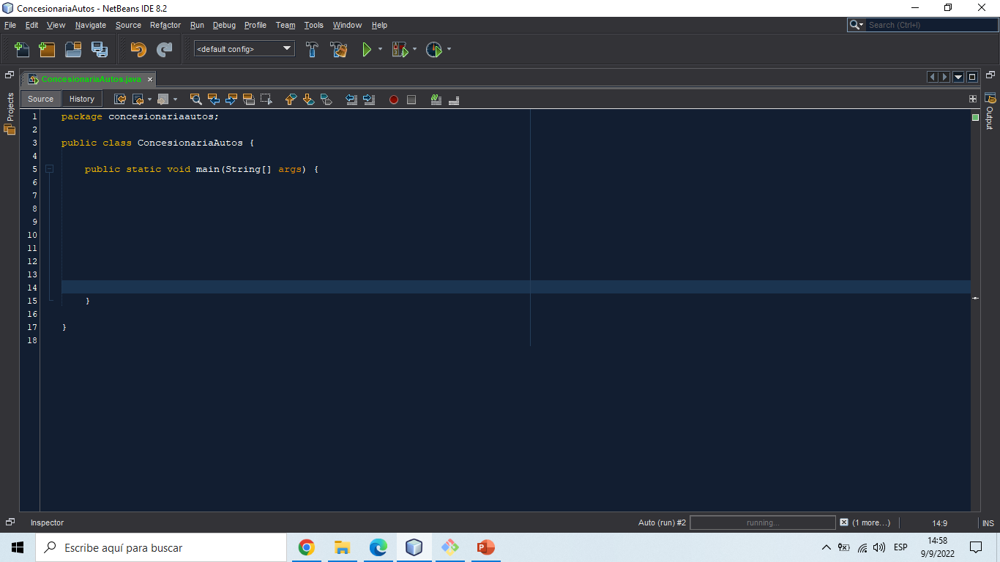 ConcesionariaAutos - NetBeans IDE 8.2
File Edit View Navigate Source Refactor Run Debug Profile Team Tools Window Help
Search (Ctrl+I)
<default config>
ConcesionariaAutos.java
Source History
Projects
Output
1 package concesionariaautos;
2
3 public class ConcesionariaAutos {
4
5 public static void main(String[] args) {
6
7
8
9
10
11
12
13
14
15 }
16
17 }
18
Inspector
Auto (run) #2 running... (1 more...) 14:9 INS
Escribe aquí para buscar
ESP
14:58
9/9/2022